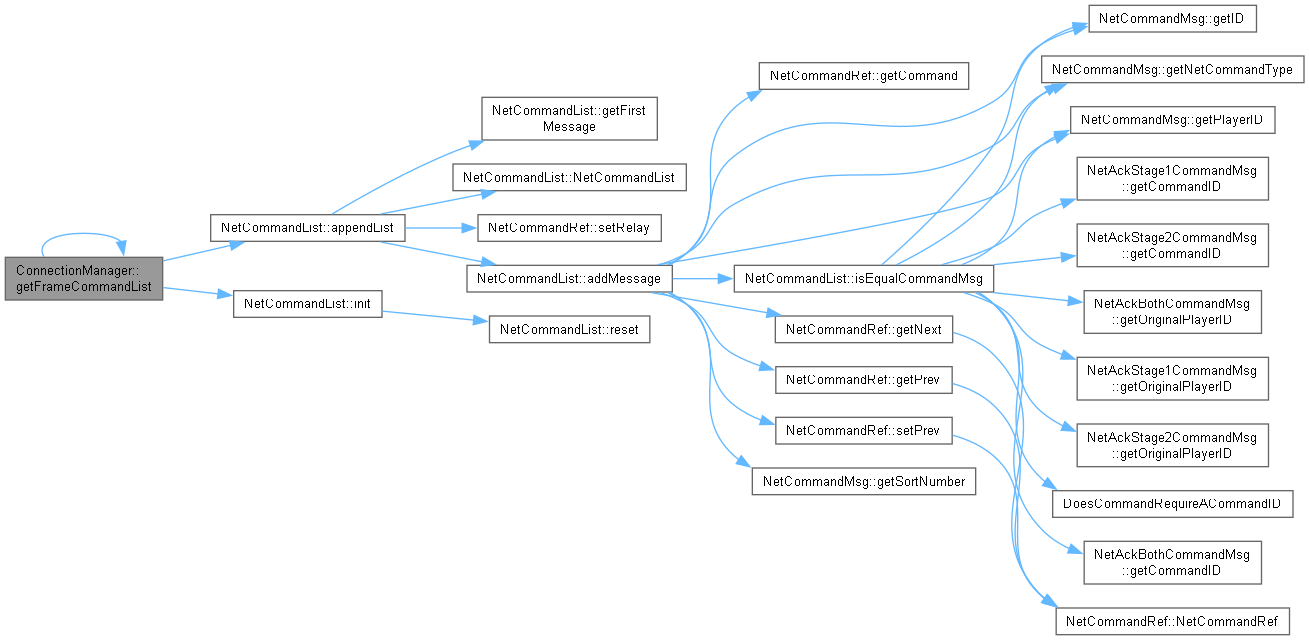 ConnectionManager::
getFrameCommandList
NetCommandList::appendList
NetCommandList::init
NetCommandList::getFirst
Message
NetCommandList::NetCommandList
NetCommandRef::setRelay
NetCommandList::addMessage
NetCommandList::reset
NetCommandRef::getCommand
NetCommandList::isEqualCommandMsg
NetCommandRef::getNext
NetCommandRef::getPrev
NetCommandRef::setPrev
NetCommandMsg::getSortNumber
NetCommandMsg::getID
NetCommandMsg::getNetCommandType
NetCommandMsg::getPlayerID
NetAckStage1CommandMsg
::getCommandID
NetAckStage2CommandMsg
::getCommandID
NetAckBothCommandMsg
::getOriginalPlayerID
NetAckStage1CommandMsg
::getOriginalPlayerID
NetAckStage2CommandMsg
::getOriginalPlayerID
DoesCommandRequireACommandID
NetAckBothCommandMsg
::getCommandID
NetCommandRef::NetCommandRef